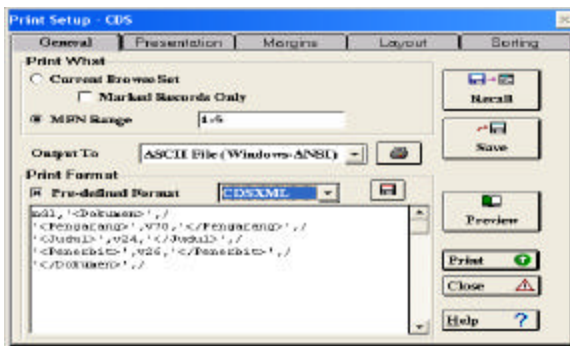 Print Setup - CDS
General Presentation Margins Layout Sorting
Print What
Current Browse Set
Marked Records Only
MFN Range 1:5
Recall
Output To ASCII File (Windows-ANSI)
Save
Print Format
Pre-defined Format CDSXML
mdl,'<Dokumen>',/
'<Pengarang>',v70,'</Pengarang>',/
'<Judul>',v24,'</Judul>',/
'<Penerbit>',v26,'</Penerbit>',/
'</Dokumen>',/
Preview
Print
Close
Help